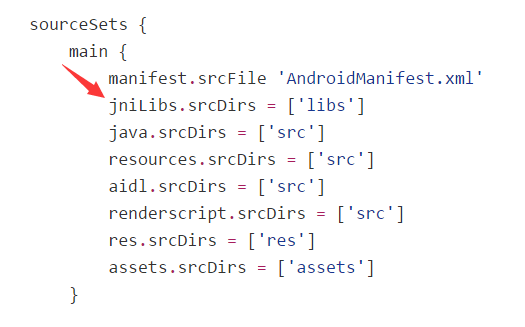 sourceSets {
main {
manifest.srcFile 'AndroidManifest.xml'
jniLibs.srcDirs = ['libs']
java.srcDirs = ['src']
resources.srcDirs = ['src']
aidl.srcDirs = ['src']
renderscript.srcDirs = ['src']
res.srcDirs = ['res']
assets.srcDirs = ['assets']
}